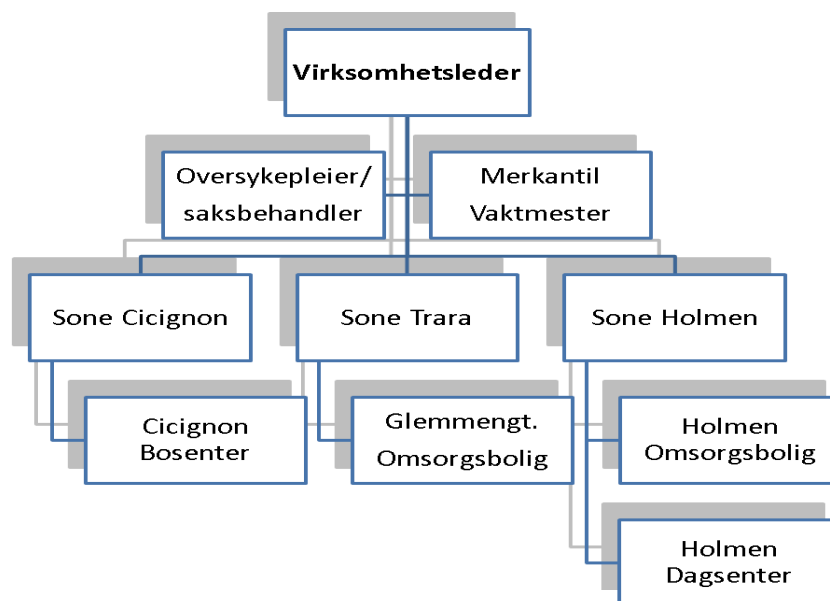 Virksomhetsleder
Oversykepleier/
saksbehandler
Merkantil
Vaktmester
Sone Cicignon
Sone Trara
Sone Holmen
Cicignon
Bosenter
Glemmengt.
Omsorgsbolig
Holmen
Omsorgsbolig
Holmen
Dagsenter